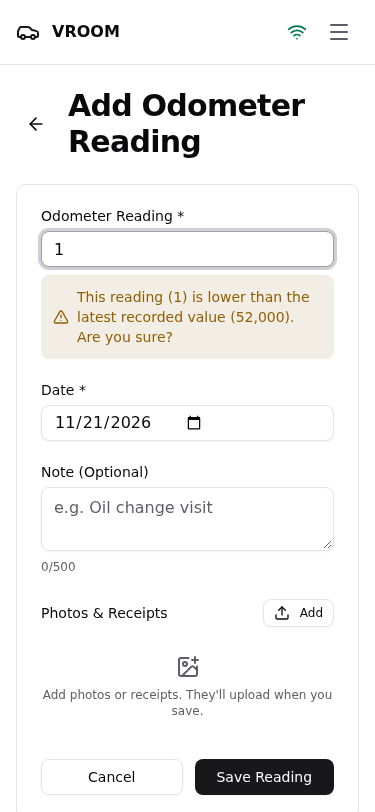 VROOM
Add Odometer
Reading
Odometer Reading *
1
This reading (1) is lower than the
latest recorded value (52,000).
Are you sure?
Date *
11/21/2026
Note (Optional)
e.g. Oil change visit
0/500
Photos & Receipts
Add
Add photos or receipts. They'll upload when you
save.
Cancel
Save Reading